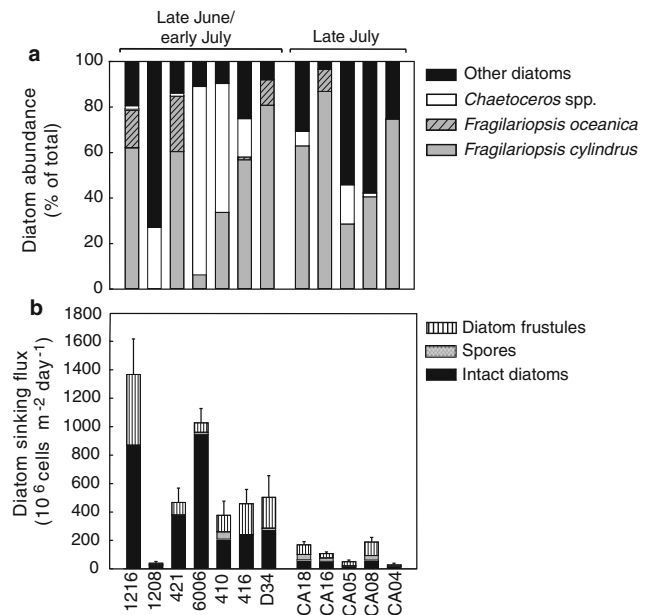 Late June/
early July
Late July
a
Diatom abundance
(% of total)
100
80
60
40
20
0
Other diatoms
Chaetoceros spp.
Fragilariopsis oceanica
Fragilariopsis cylindrus
b
Diatom sinking flux
(10⁶ cells m⁻² day⁻¹)
1800
1600
1400
1200
1000
800
600
400
200
0
Diatom frustules
Spores
Intact diatoms
1216
1208
421
6006
410
416
D34
CA18
CA16
CA05
CA08
CA04